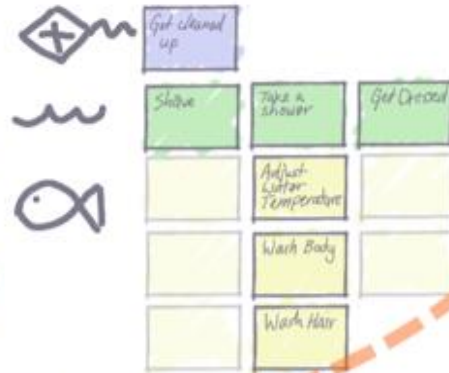 Get cleaned
up
Shave
Take a
shower
Get Dressed
Adjust
Water
Temperature
Wash Body
Wash Hair